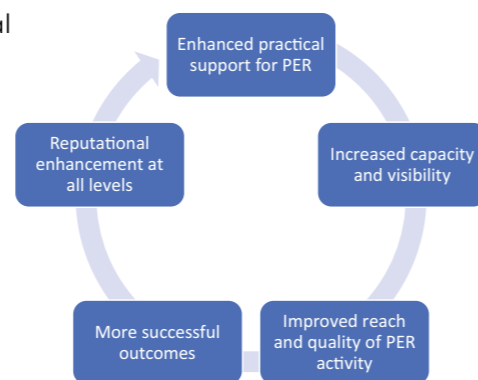 Enhanced practical
support for PER
Increased capacity
and visibility
Improved reach
and quality of PER
activity
More successful
outcomes
Reputational
enhancement at
all levels